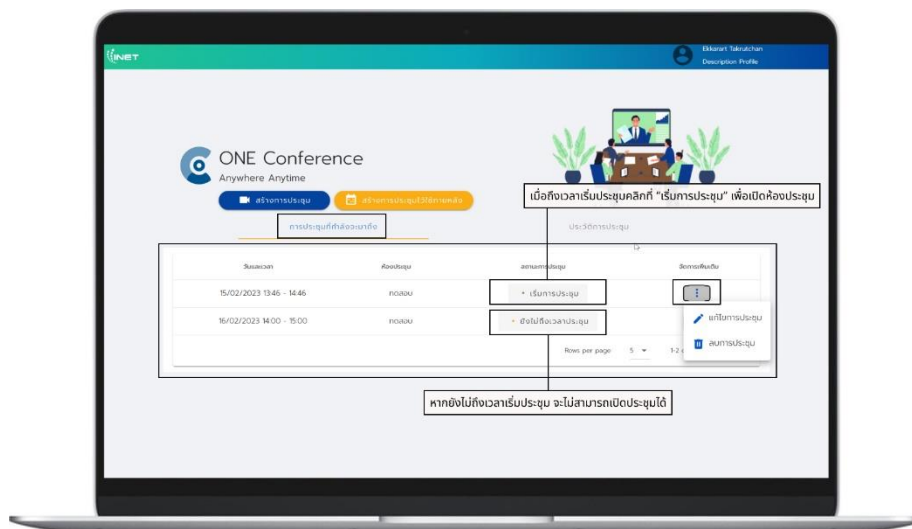 INET
Ekkarart Takrutchan
Description Profile
ONE Conference
Anywhere Anytime
สร้างการประชุม
สร้างการประชุมไว้ใช้ภายหลัง
เมื่อถึงเวลาเริ่มประชุมคลิกที่ “เริ่มการประชุม” เพื่อเปิดห้องประชุม
การประชุมที่กำลังจะมาถึง
ประวัติการประชุม
วันและเวลา ห้องประชุม สถานะการประชุม จัดการเพิ่มเติม
15/02/2023 13:46 - 14:46 ทดสอบ • เริ่มการประชุม
16/02/2023 14:00 - 15:00 ทดสอบ • ยังไม่ถึงเวลาประชุม
แก้ไขการประชุม
ลบการประชุม
Rows per page 5 1-2
หากยังไม่ถึงเวลาเริ่มประชุม จะไม่สามารถเปิดประชุมได้